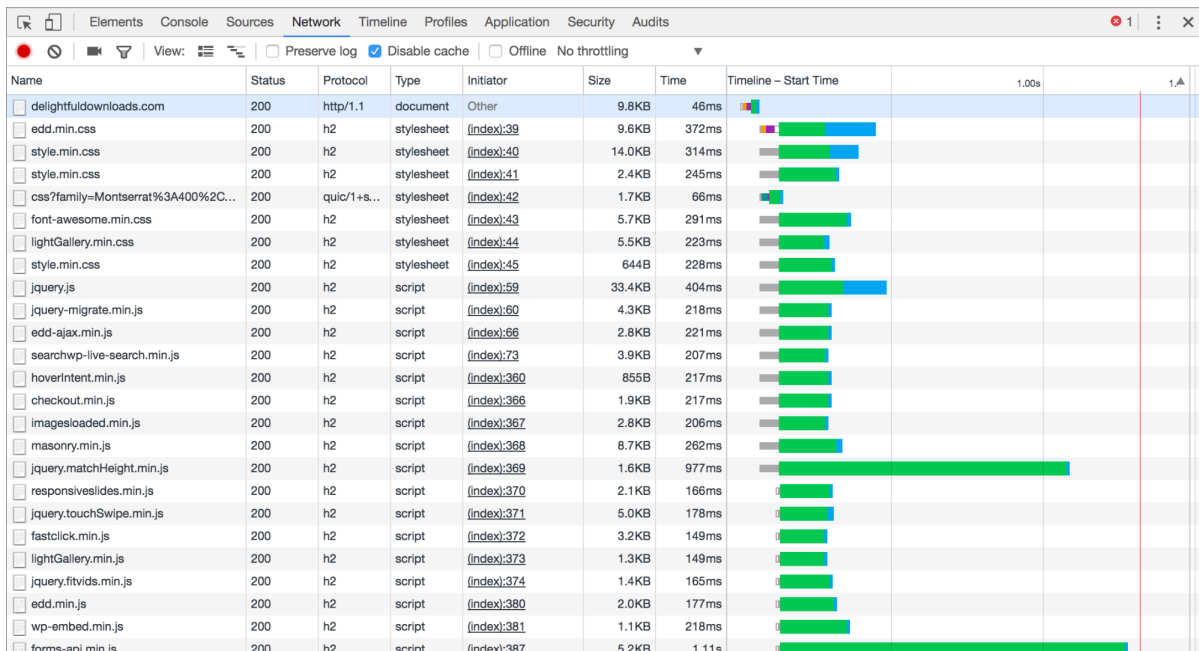 Elements Console Sources Network Timeline Profiles Application Security Audits 1
View: Preserve log Disable cache Offline No throttling
Name Status Protocol Type Initiator Size Time Timeline – Start Time 1.00s 1.
delightfuldownloads.com 200 http/1.1 document Other 9.8KB 46ms
edd.min.css 200 h2 stylesheet (index):39 9.6KB 372ms
style.min.css 200 h2 stylesheet (index):40 14.0KB 314ms
style.min.css 200 h2 stylesheet (index):41 2.4KB 245ms
css?family=Montserrat%3A400%2C... 200 quic/1+s... stylesheet (index):42 1.7KB 66ms
font-awesome.min.css 200 h2 stylesheet (index):43 5.7KB 291ms
lightGallery.min.css 200 h2 stylesheet (index):44 5.5KB 223ms
style.min.css 200 h2 stylesheet (index):45 644B 228ms
jquery.js 200 h2 script (index):59 33.4KB 404ms
jquery-migrate.min.js 200 h2 script (index):60 4.3KB 218ms
edd-ajax.min.js 200 h2 script (index):66 2.8KB 221ms
searchwp-live-search.min.js 200 h2 script (index):73 3.9KB 207ms
hoverIntent.min.js 200 h2 script (index):360 855B 217ms
checkout.min.js 200 h2 script (index):366 1.9KB 217ms
imagesloaded.min.js 200 h2 script (index):367 2.8KB 206ms
masonry.min.js 200 h2 script (index):368 8.7KB 262ms
jquery.matchHeight.min.js 200 h2 script (index):369 1.6KB 977ms
responsiveslides.min.js 200 h2 script (index):370 2.1KB 166ms
jquery.touchSwipe.min.js 200 h2 script (index):371 5.0KB 178ms
fastclick.min.js 200 h2 script (index):372 3.2KB 149ms
lightGallery.min.js 200 h2 script (index):373 1.3KB 149ms
jquery.fitvids.min.js 200 h2 script (index):374 1.4KB 165ms
edd.min.js 200 h2 script (index):380 2.0KB 177ms
wp-embed.min.js 200 h2 script (index):381 1.1KB 218ms
forms-api.min.js 200 h2 script (index):387 5.2KB 1.11s